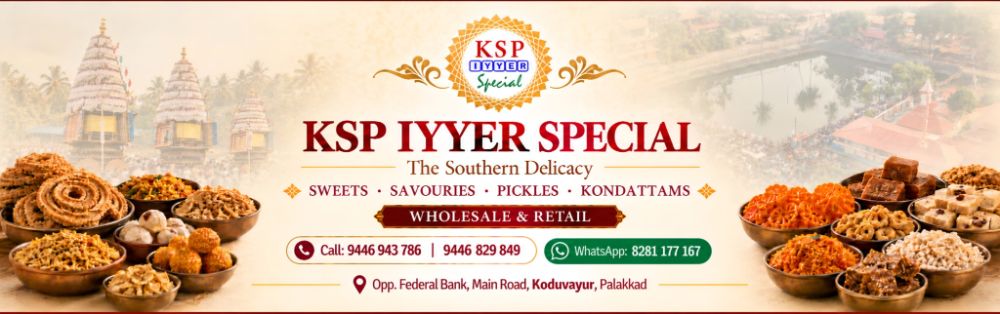 KSP
IYYER
Special
KSP IYYER SPECIAL
The Southern Delicacy
SWEETS · SAVOURIES · PICKLES · KONDATTAMS
WHOLESALE & RETAIL
Call: 9446 943 786 | 9446 829 849
WhatsApp: 8281 177 167
Opp. Federal Bank, Main Road, Koduvayur, Palakkad